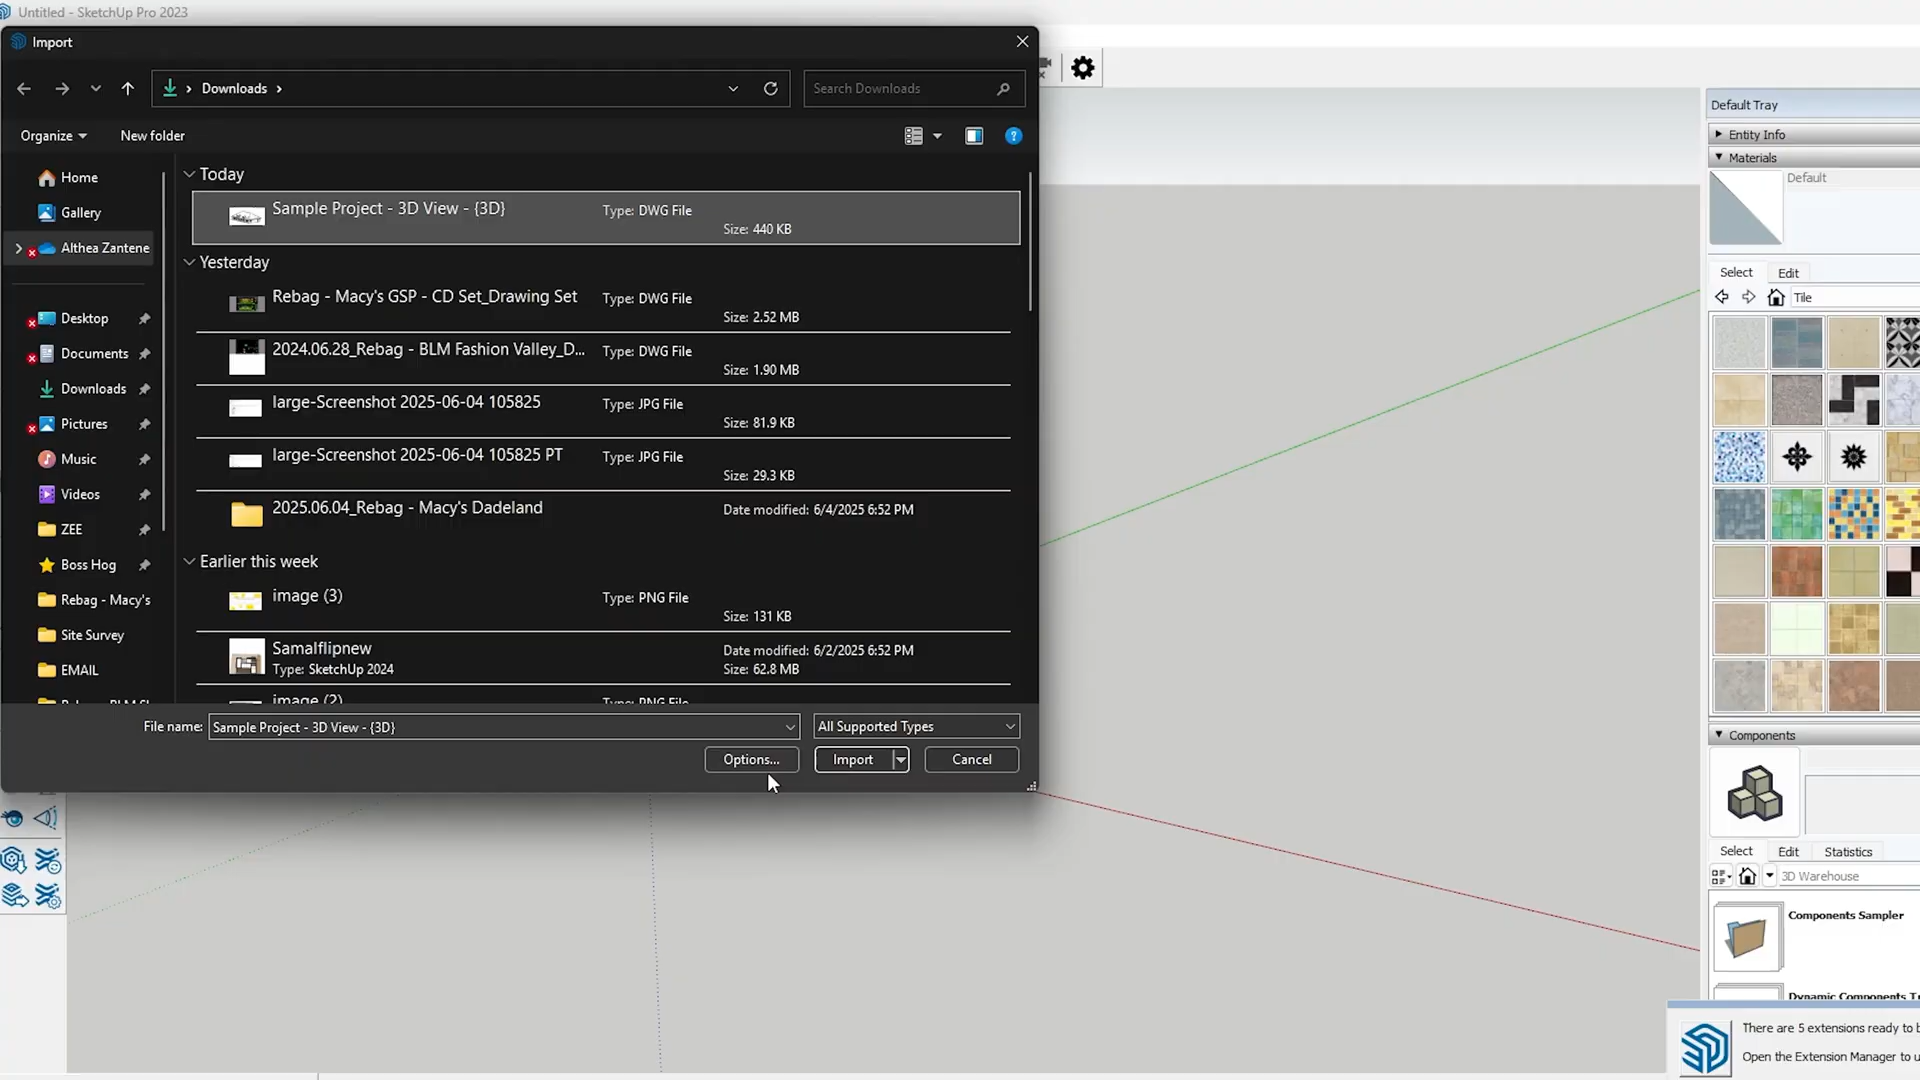 Untitled - SketchUp Pro 2023
Import
Downloads
Search Downloads
Organize
New folder
Home
Gallery
Althea Zantene
Desktop
Documents
Downloads
Pictures
Music
Videos
ZEE
Boss Hog
Rebag - Macy's
Site Survey
EMAIL
Today
Sample Project - 3D View - {3D}
Type: DWG File
Size: 440 KB
Yesterday
Rebag - Macy's GSP - CD Set_Drawing Set
Type: DWG File
Size: 2.52 MB
2024.06.28_Rebag - BLM Fashion Valley_D...
Type: DWG File
Size: 1.90 MB
large-Screenshot 2025-06-04 105825
Type: JPG File
Size: 81.9 KB
large-Screenshot 2025-06-04 105825 PT
Type: JPG File
Size: 29.3 KB
2025.06.04_Rebag - Macy's Dadeland
Date modified: 6/4/2025 6:52 PM
Earlier this week
image (3)
Type: PNG File
Size: 131 KB
Samalflipnew
Date modified: 6/2/2025 6:52 PM
Type: SketchUp 2024
Size: 62.8 MB
image (2)
Type: PNG File
File name: Sample Project - 3D View - {3D}
All Supported Types
Options...
Import
Cancel
Default Tray
Entity Info
Materials
Default
Select
Edit
Tile
Components
Select
Edit
Statistics
3D Warehouse
Components Sampler
Dynamic Components
There are 5 extensions ready to
Open the Extension Manager to